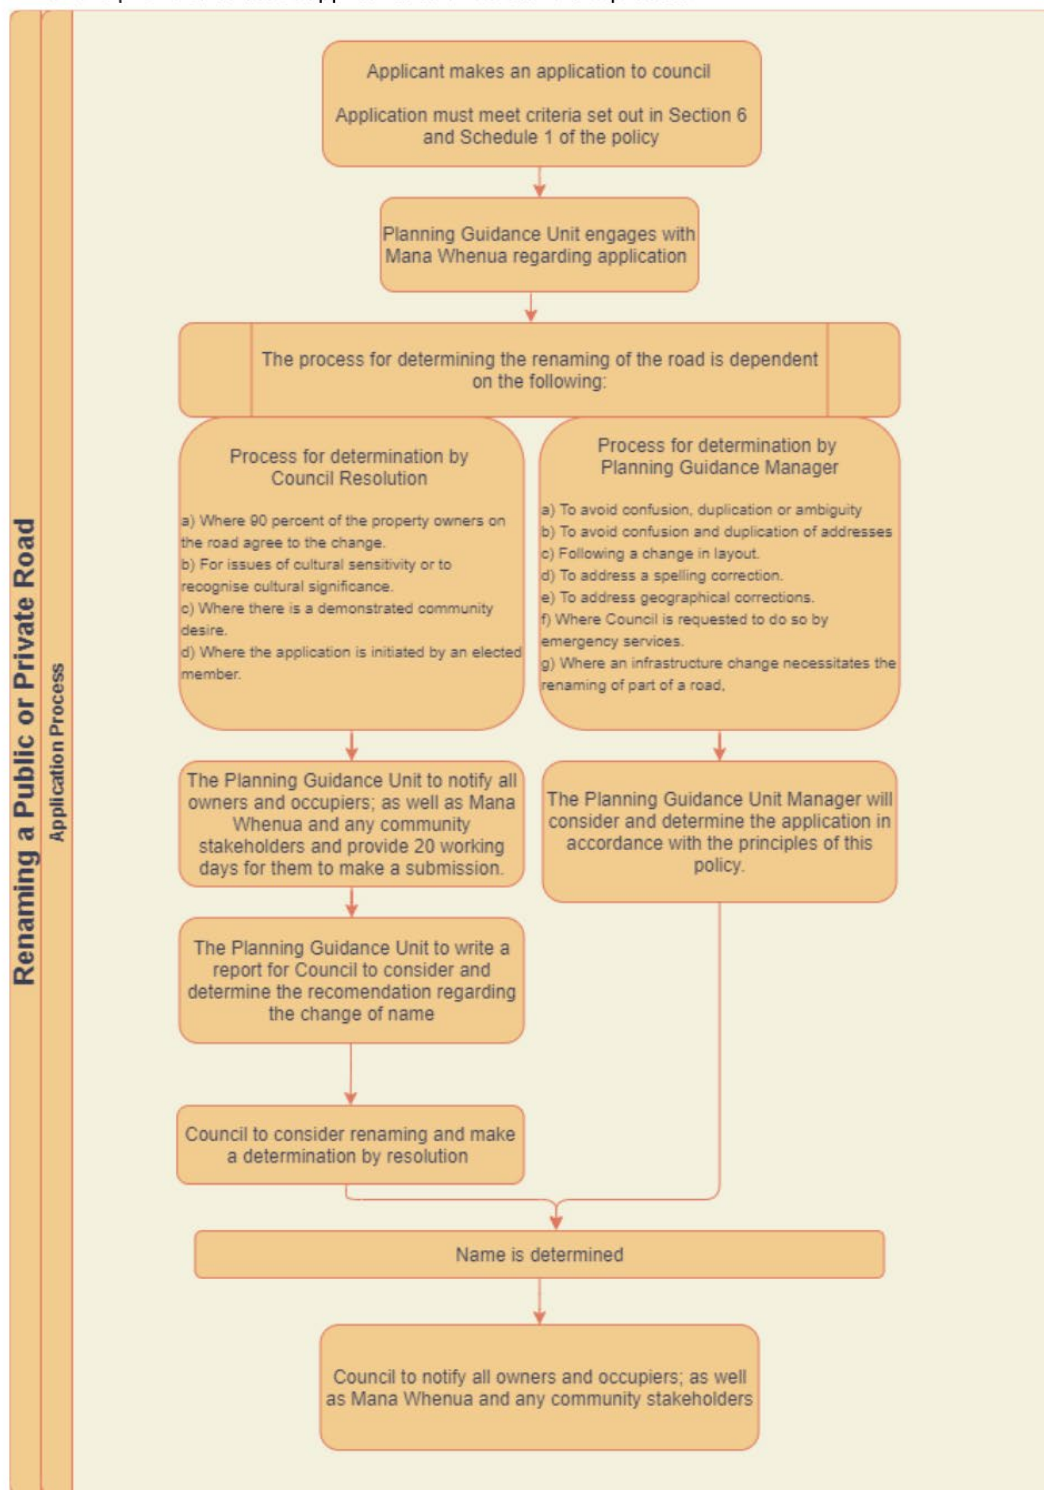 Renaming a Public or Private Road
Application Process
Applicant makes an application to council
Application must meet criteria set out in Section 6
and Schedule 1 of the policy
Planning Guidance Unit engages with
Mana Whenua regarding application
The process for determining the renaming of the road is dependent
on the following:
Process for determination by
Council Resolution
a) Where 90 percent of the property owners on
the road agree to the change.
b) For issues of cultural sensitivity or to
recognise cultural significance.
c) Where there is a demonstrated community
desire.
d) Where the application is initiated by an elected
member.
Process for determination by
Planning Guidance Manager
a) To avoid confusion, duplication or ambiguity
b) To avoid confusion and duplication of addresses
c) Following a change in layout.
d) To address a spelling correction.
e) To address geographical corrections.
f) Where Council is requested to do so by
emergency services.
g) Where an infrastructure change necessitates the
renaming of part of a road,
The Planning Guidance Unit to notify all
owners and occupiers; as well as Mana
Whenua and any community
stakeholders and provide 20 working
days for them to make a submission.
The Planning Guidance Unit Manager will
consider and determine the application in
accordance with the principles of this
policy.
The Planning Guidance Unit to write a
report for Council to consider and
determine the recomendation regarding
the change of name
Council to consider renaming and make
a determination by resolution
Name is determined
Council to notify all owners and occupiers; as well
as Mana Whenua and any community stakeholders